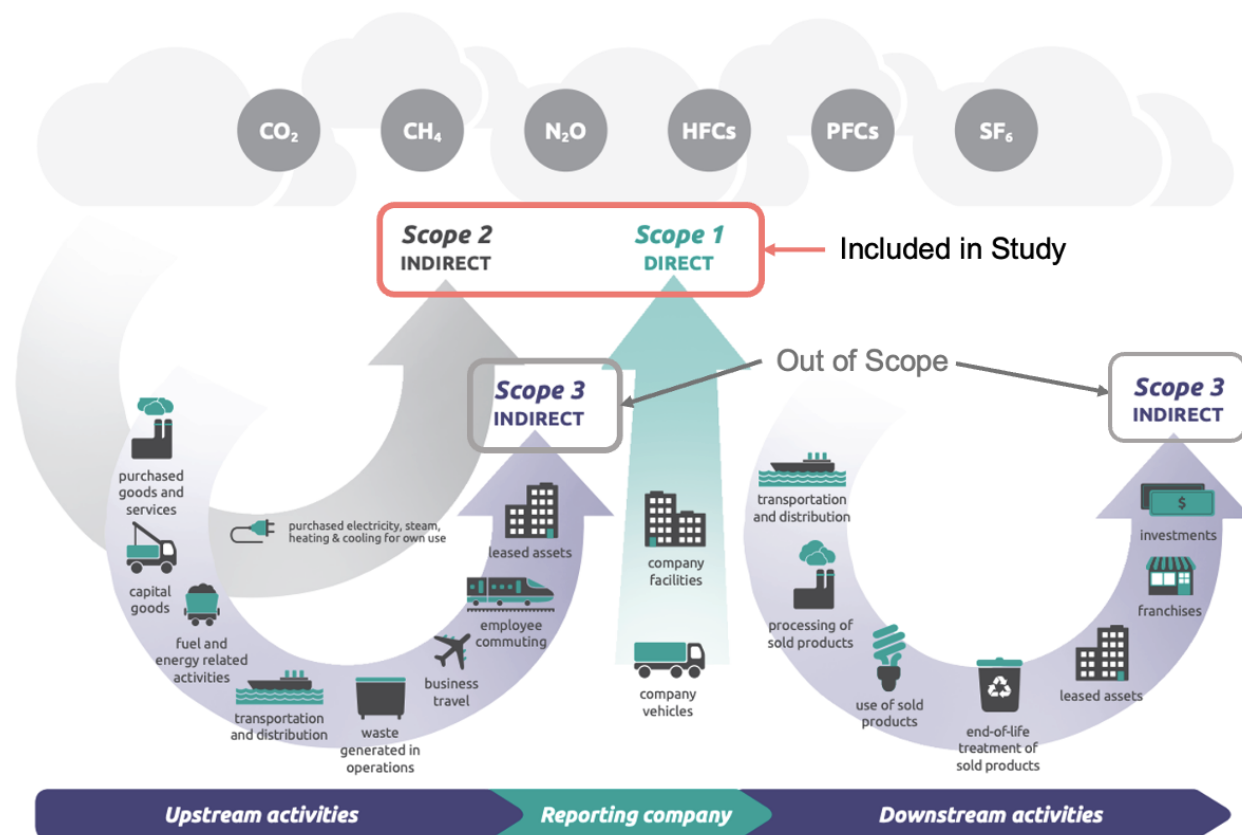 CO₂
CH₄
N₂O
HFCs
PFCs
SF₆
Scope 2
INDIRECT
Scope 1
DIRECT
Included in Study
Out of Scope
Scope 3
INDIRECT
Scope 3
INDIRECT
purchased
goods and
services
capital
goods
fuel and
energy related
activities
transportation
and distribution
waste
generated in
operations
business
travel
employee
commuting
leased assets
purchased electricity, steam,
heating & cooling for own use
company
facilities
company
vehicles
transportation
and distribution
processing of
sold products
use of sold
products
end-of-life
treatment of
sold products
leased assets
franchises
investments
$
Upstream activities
Reporting company
Downstream activities